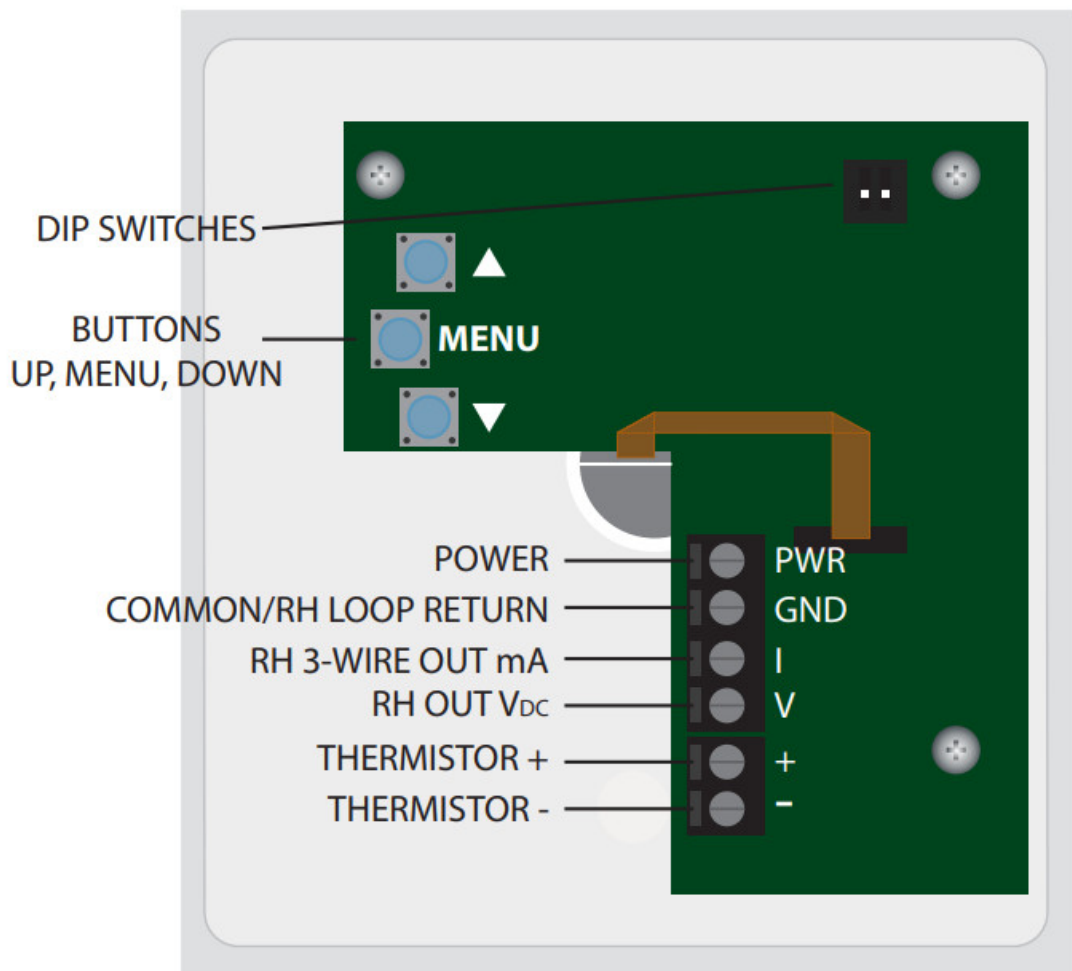 DIP SWITCHES
▲
BUTTONS
UP, MENU, DOWN
MENU
▼
POWER
PWR
COMMON/RH LOOP RETURN
GND
RH 3-WIRE OUT mA
I
RH OUT VDC
V
THERMISTOR +
+
THERMISTOR -
-